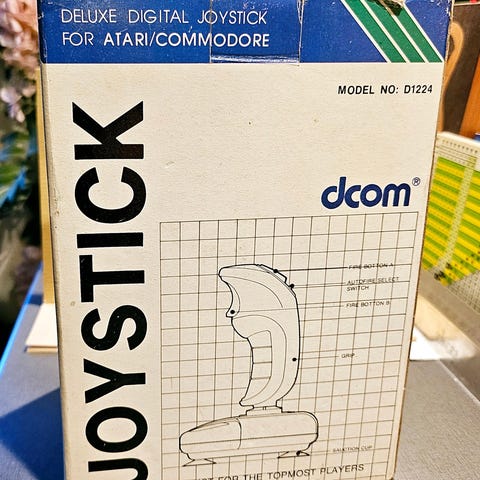 DELUXE DIGITAL JOYSTICK
FOR ATARI/COMMODORE
MODEL NO: D1224
JOYSTICK
dcom®
FIRE BOTTON A
AUTOFIRE SELECT
SWITCH
FIRE BOTTON B
GRIP
SAUCTION CUP
FOR THE TOPMOST PLAYERS